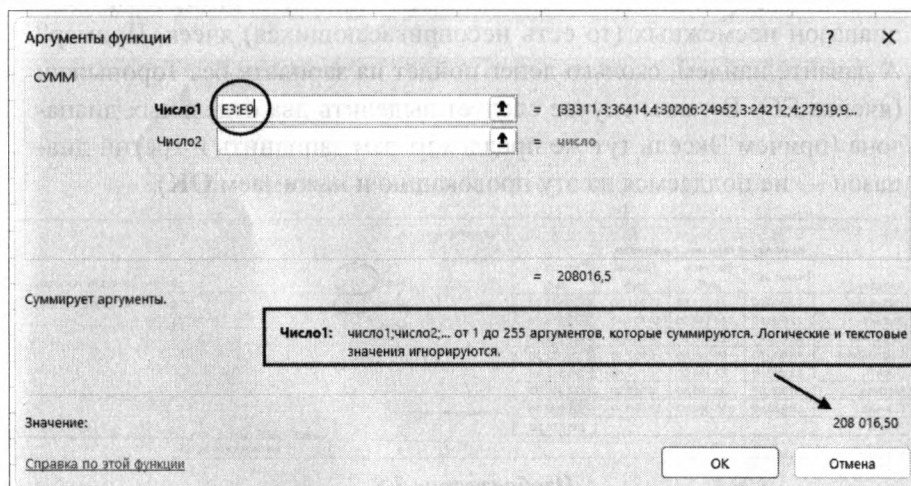 Аргументы функции
СУММ
Число1 E3:E9 = {33311,3:36414,4:30206:24952,3:24212,4:27919,9...
Число2 = число
= 208016,5
Суммирует аргументы.
Число1: число1;число2;... от 1 до 255 аргументов, которые суммируются. Логические и текстовые
значения игнорируются.
Значение: 208 016,50
Справка по этой функции
ОК Отмена